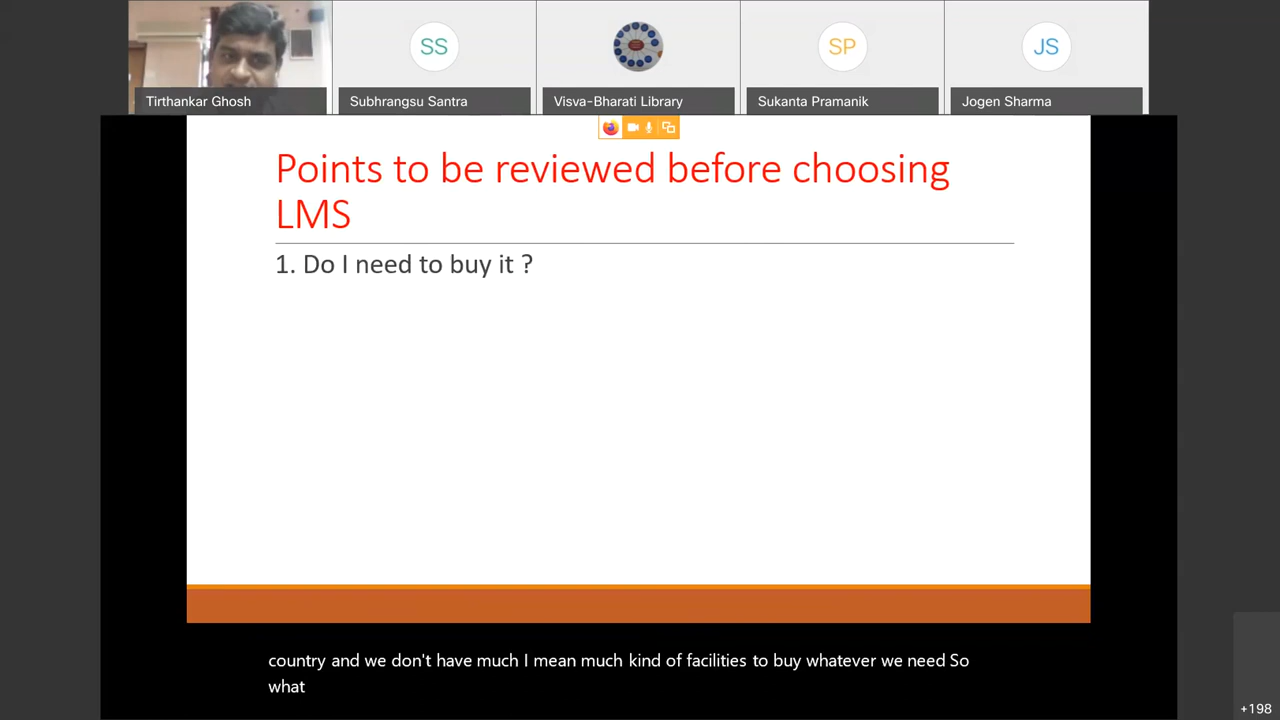 SS
SP
JS
Tirthankar Ghosh
Subhrangsu Santra
Visva-Bharati Library
Sukanta Pramanik
Jogen Sharma
Points to be reviewed before choosing
LMS
1. Do I need to buy it ?
country and we don't have much I mean much kind of facilities to buy whatever we need So
what
+198